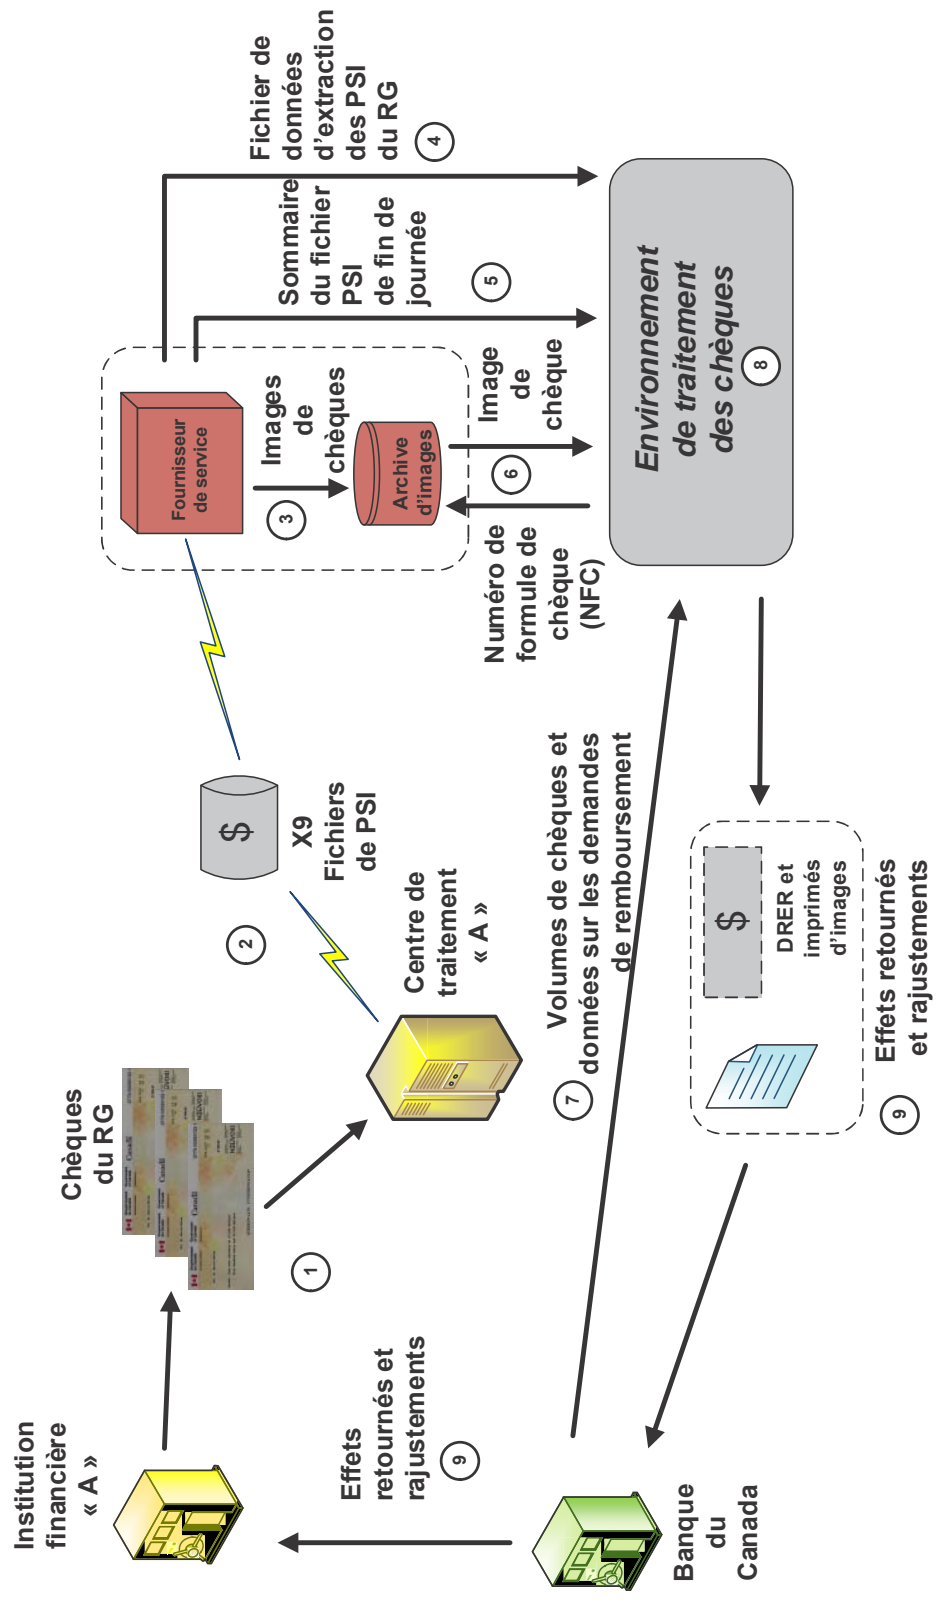 Institution
financière
« A »
Chèques
du RG
1
Centre de
traitement
« A »
2
$
X9
Fichiers
de PSI
Fournisseur
de service
Images
de
chèques
3
Archive
d'images
Fichier de
données
d'extraction
des PSI
du RG
4
Sommaire
du fichier
PSI
de fin de
journée
5
Image
de
chèque
6
Numéro de
formule de
chèque
(NFC)
Environnement
de traitement
des chèques
8
Volumes de chèques et
données sur les demandes
de remboursement
7
$
DRER et
imprimés
d'images
Effets retournés
et rajustements
9
Effets
retournés et
rajustements
9
Banque
du
Canada
Canada
Canada
Canada